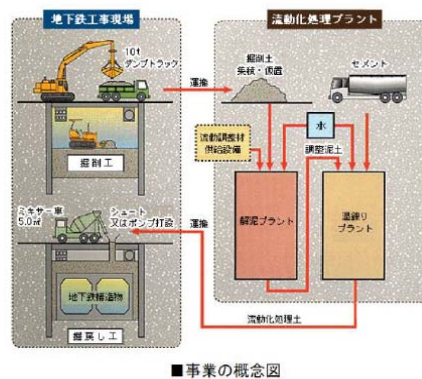 地下鉄工事現場
10t
ダンプトラック
運搬
掘削工
ミキサー車
5.0㎥
シュート
又はポンプ打設
運搬
地下鉄構造物
埋戻し工
流動化処理プラント
掘削土
集積・仮置
セメント
水
流動調整材
供給設備
調整泥土
解泥プラント
混練り
プラント
流動化処理土
■事業の概念図